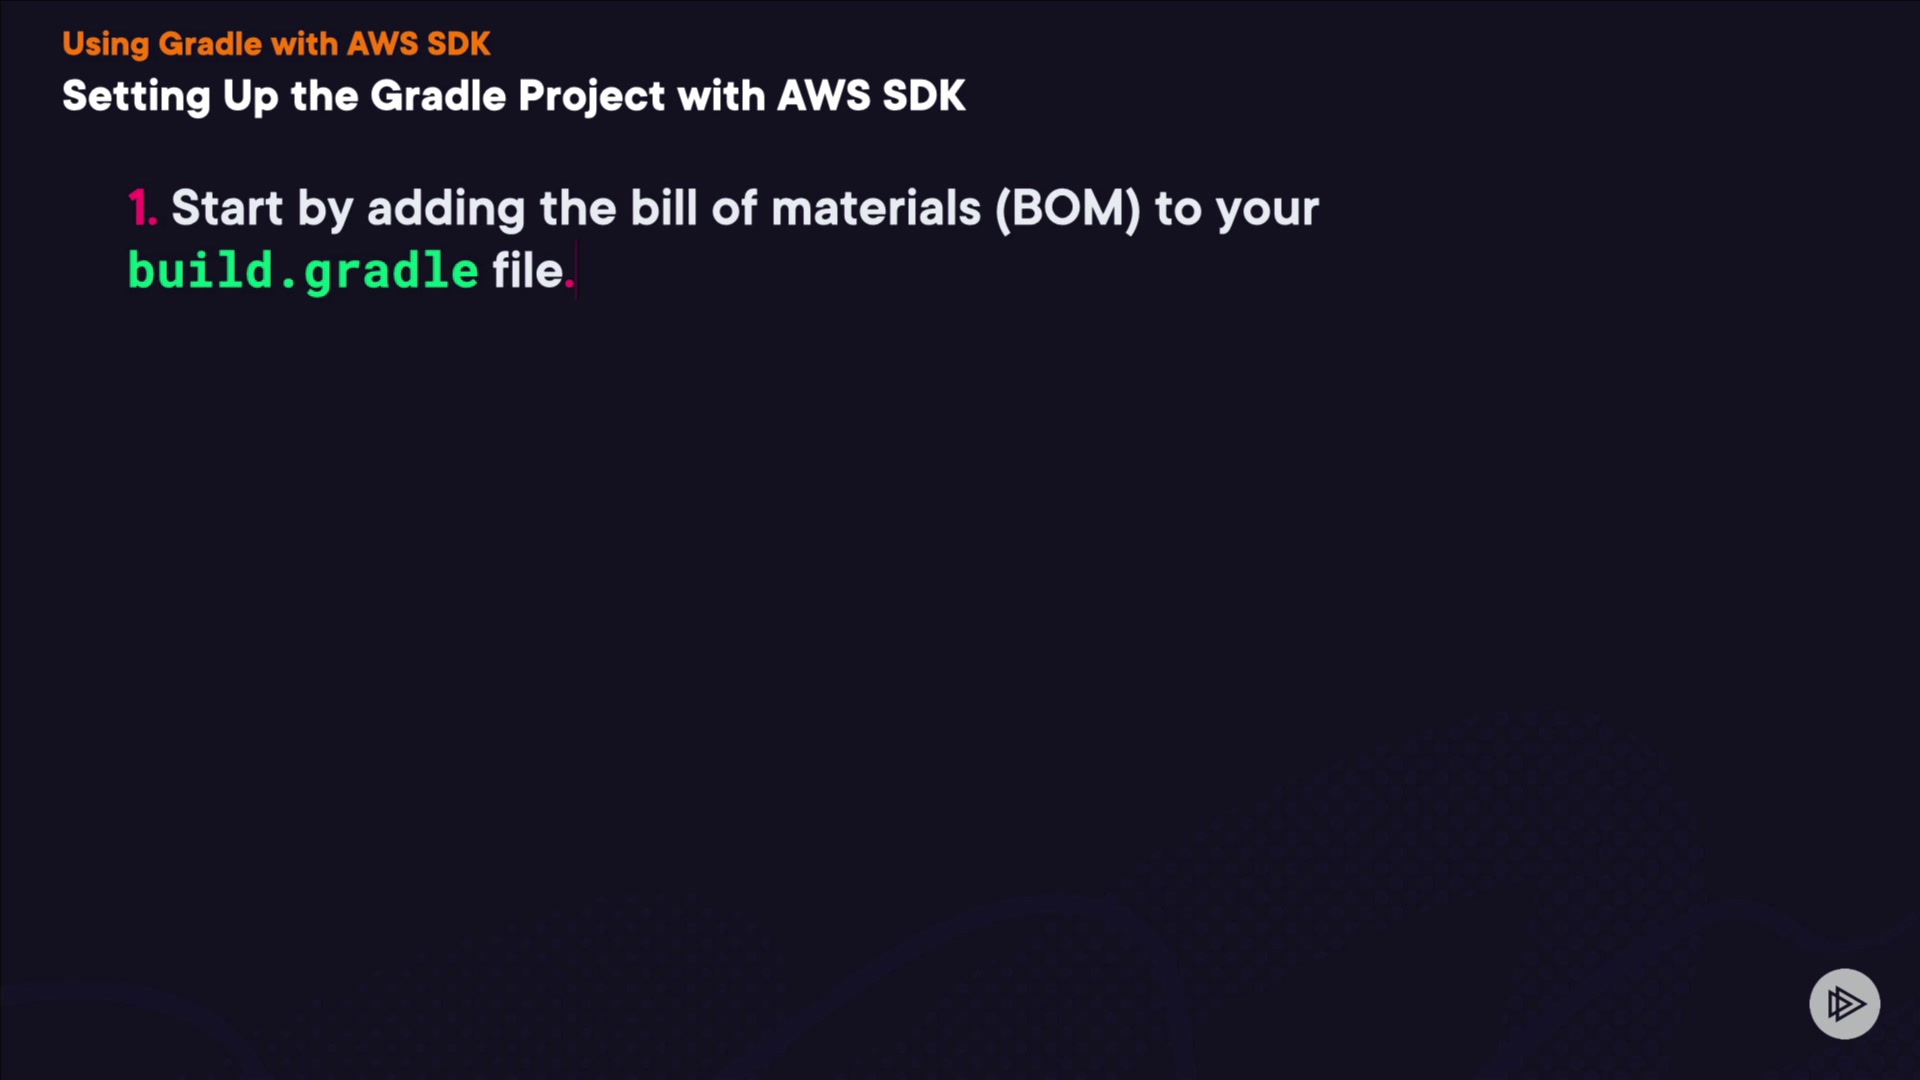 Using Gradle with AWS SDK
Setting Up the Gradle Project with AWS SDK
1. Start by adding the bill of materials (BOM) to your
build.gradle file.